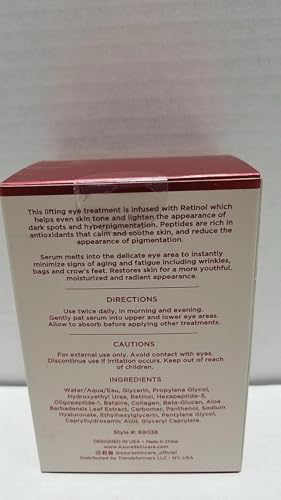 This lifting eye treatment is infused with Retinol which
helps even skin tone and lighten the appearance of
dark spots and hyperpigmentation. Peptides are rich in
antioxidants that calm and soothe skin, and reduce the
appearance of pigmentation.
Serum melts into the delicate eye area to instantly
minimize signs of aging and fatigue including wrinkles,
bags and crow's feet. Restores skin for a more youthful,
moisturized and radiant appearance.
DIRECTIONS
Use twice daily, in morning and evening.
Gently pat serum into upper and lower eye areas.
Allow to absorb before applying other treatments.
CAUTIONS
For external use only. Avoid contact with eyes.
Discontinue use if irritation occurs. Keep out of reach
of children.
INGREDIENTS
Water/Aqua/Eau, Glycerin, Propylene Glycol,
Hydroxyethyl Urea, Retinol, Hexapeptide-3,
Oligopeptide-1, Betaine, Collagen, Beta-Glucan, Aloe
Barbadensis Leaf Extract, Carbomer, Panthenol, Sodium
Hyaluronate, Ethylhexylglycerin, Pentylene Glycol,
Caprylhydroxamic Acid, Glyceryl Caprylate.
Style #: 89038
DESIGNED IN USA • Made in China
www.azureskincare.com
@azureskincare_official
Distributed by Trendsformers LLC • NY, USA